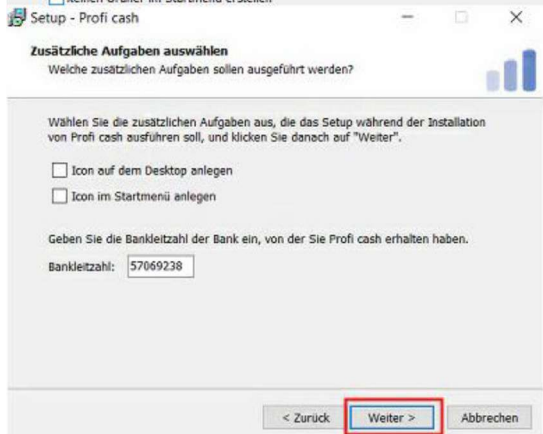 Setup - Profi cash
Zusätzliche Aufgaben auswählen
Welche zusätzlichen Aufgaben sollen ausgeführt werden?
Wählen Sie die zusätzlichen Aufgaben aus, die das Setup während der Installation
von Profi cash ausführen soll, und klicken Sie danach auf "Weiter".
Icon auf dem Desktop anlegen
Icon im Startmenü anlegen
Geben Sie die Bankleitzahl der Bank ein, von der Sie Profi cash erhalten haben.
Bankleitzahl: 57069238
< Zurück Weiter > Abbrechen